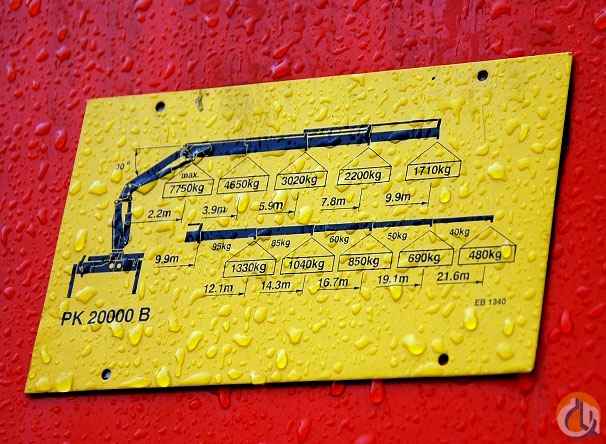 10°
max.
7750kg 4650kg 3020kg 2200kg 1710kg
2.2m 3.9m 5.9m 7.8m 9.9m
95kg 85kg 60kg 50kg 40kg
9.9m
1330kg 1040kg 850kg 690kg 480kg
12.1m 14.3m 16.7m 19.1m 21.6m
PK 20000 B
EB 1340